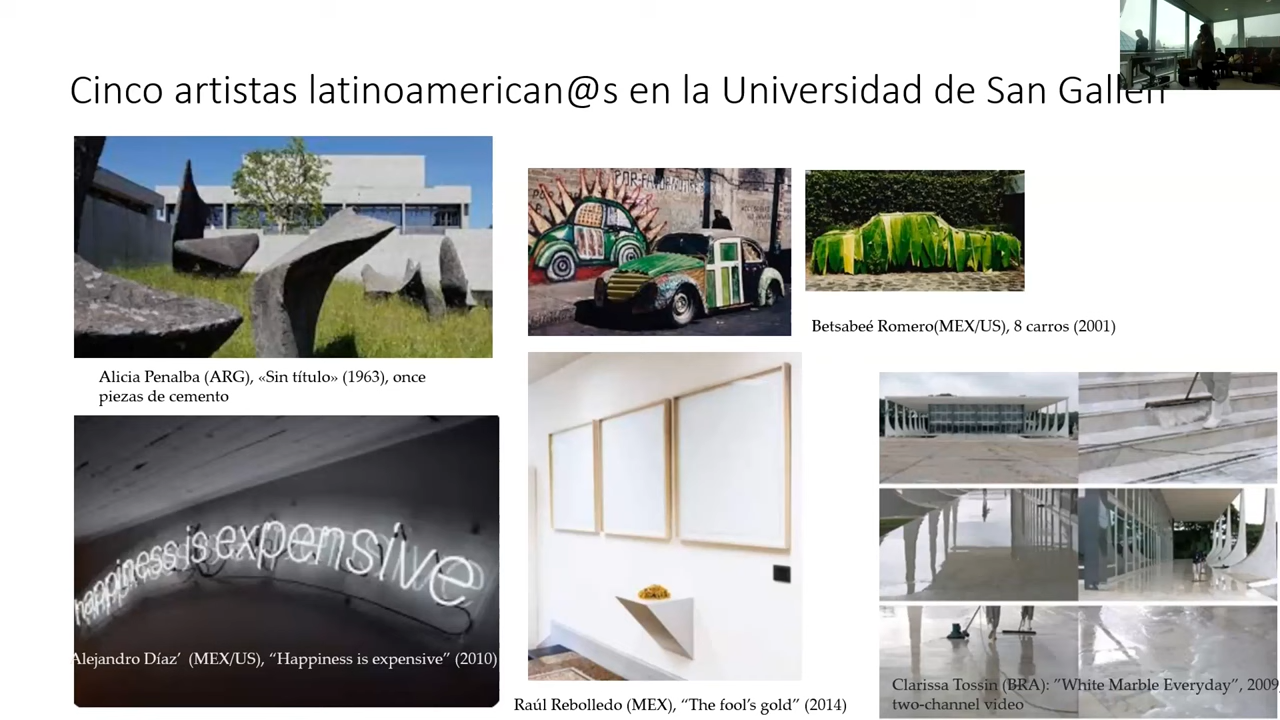 Cinco artistas latinoamerican@s en la Universidad de San Gallen
POR FAVOR
Betsabeé Romero(MEX/US), 8 carros (2001)
Alicia Penalba (ARG), «Sin título» (1963), once
piezas de cemento
happiness is expensive
Alejandro Díaz’ (MEX/US), “Happiness is expensive” (2010)
Raúl Rebolledo (MEX), “The fool’s gold” (2014)
Clarissa Tossin (BRA): ”White Marble Everyday”, 2009
two-channel video